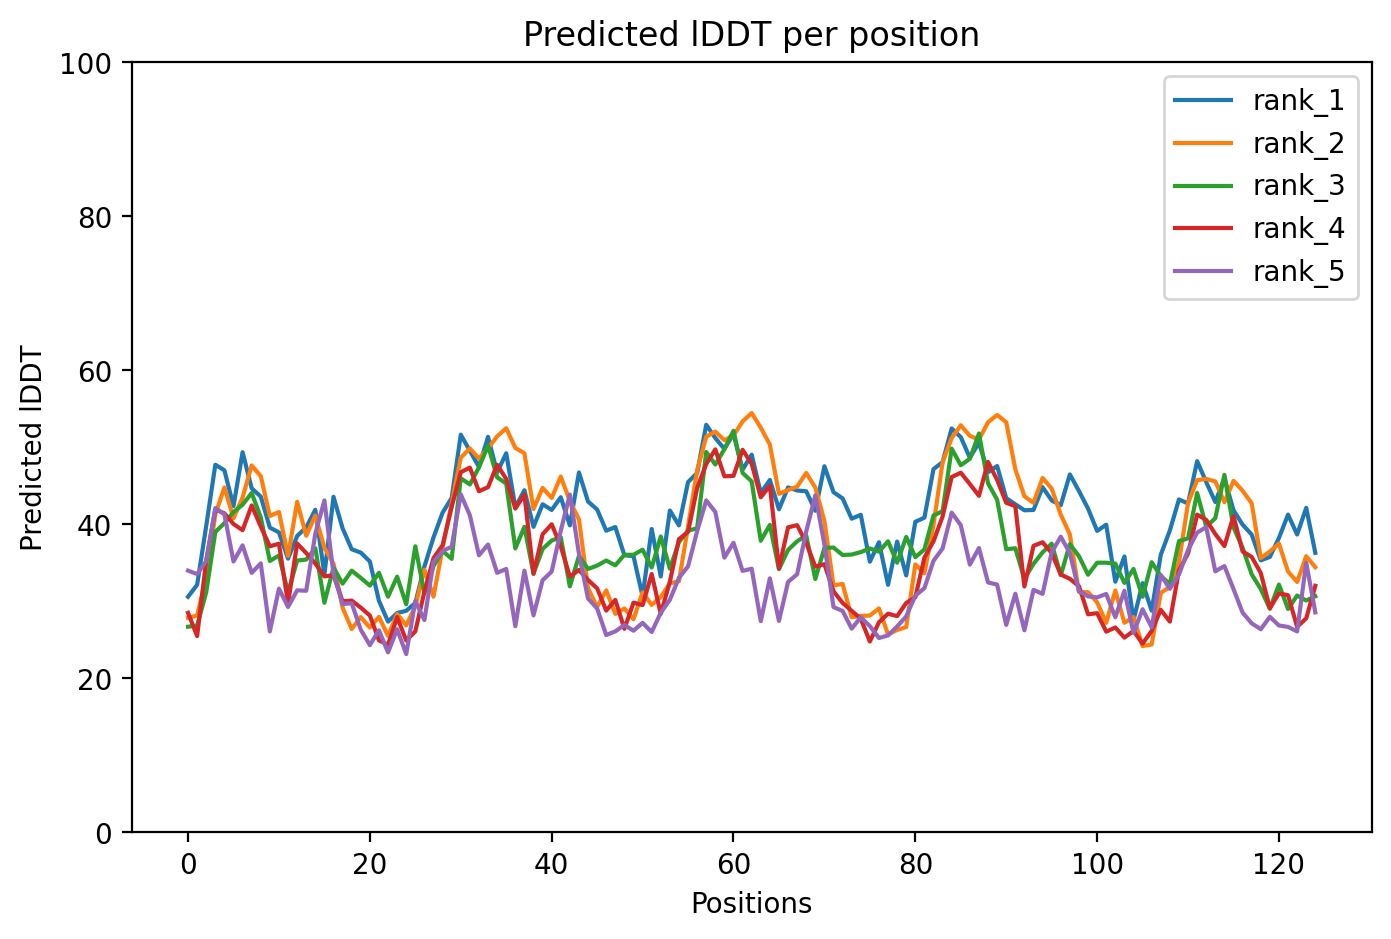 Predicted lDDT per position
100
80
60
40
20
0
Predicted lDDT
rank_1
rank_2
rank_3
rank_4
rank_5
0 20 40 60 80 100 120
Positions